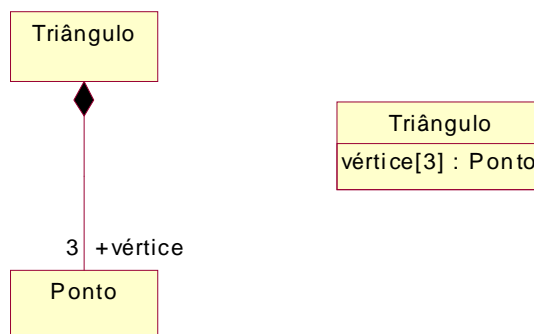 Triângulo
3 +vértice
Ponto
Triângulo
vértice[3] : Ponto